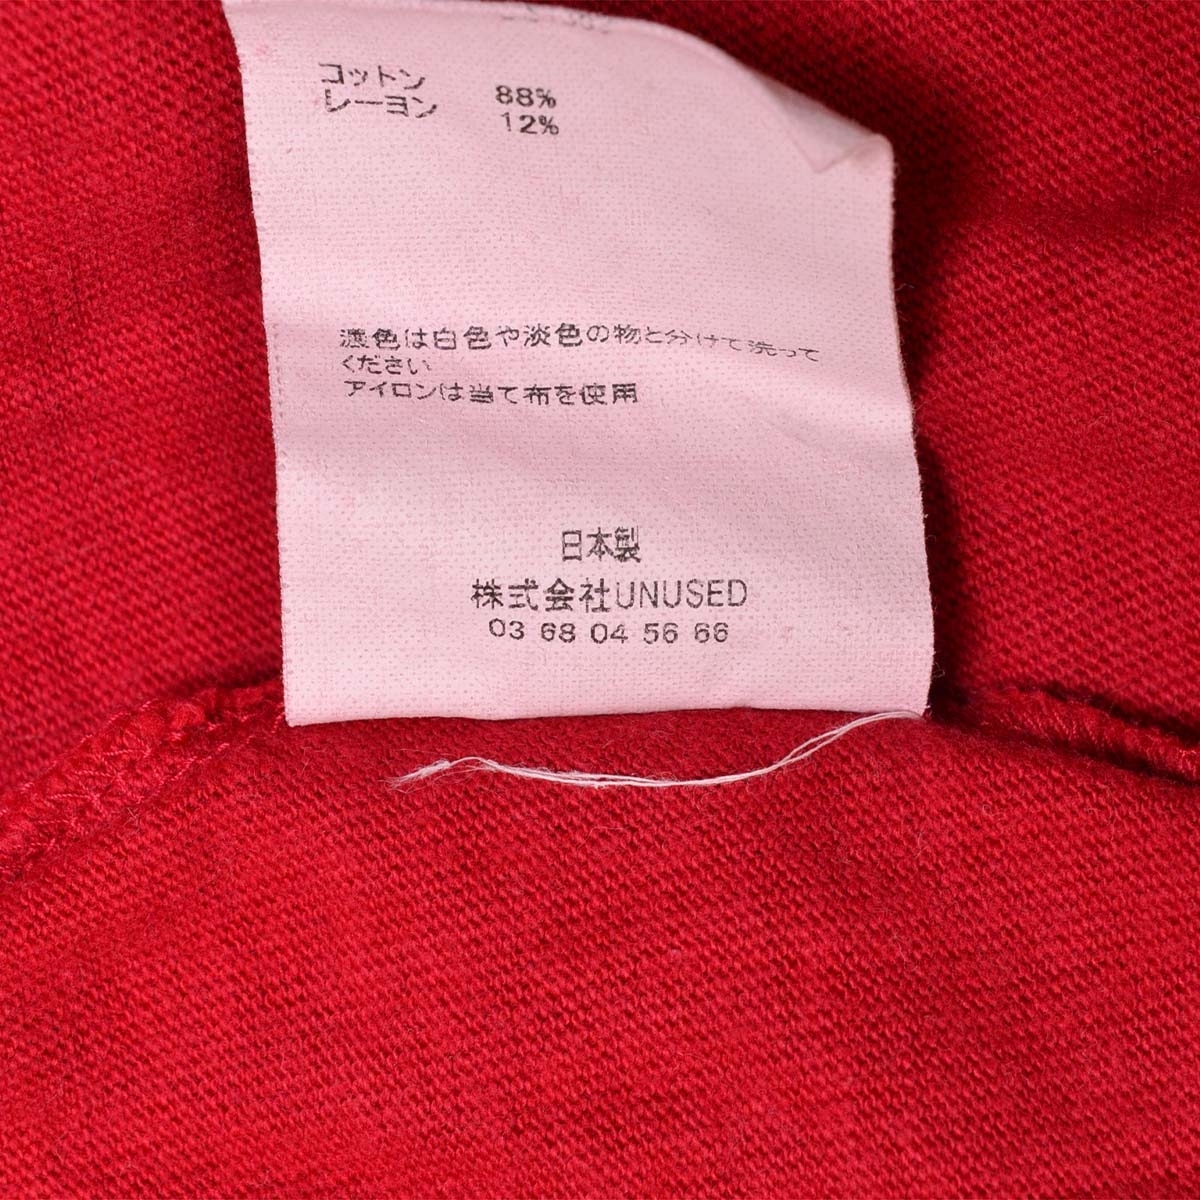 コットン 88%
レーヨン 12%
濃色は白色や淡色の物と分けて洗って
ください
アイロンは当て布を使用
日本製
株式会社UNUSED
03 68 04 56 66